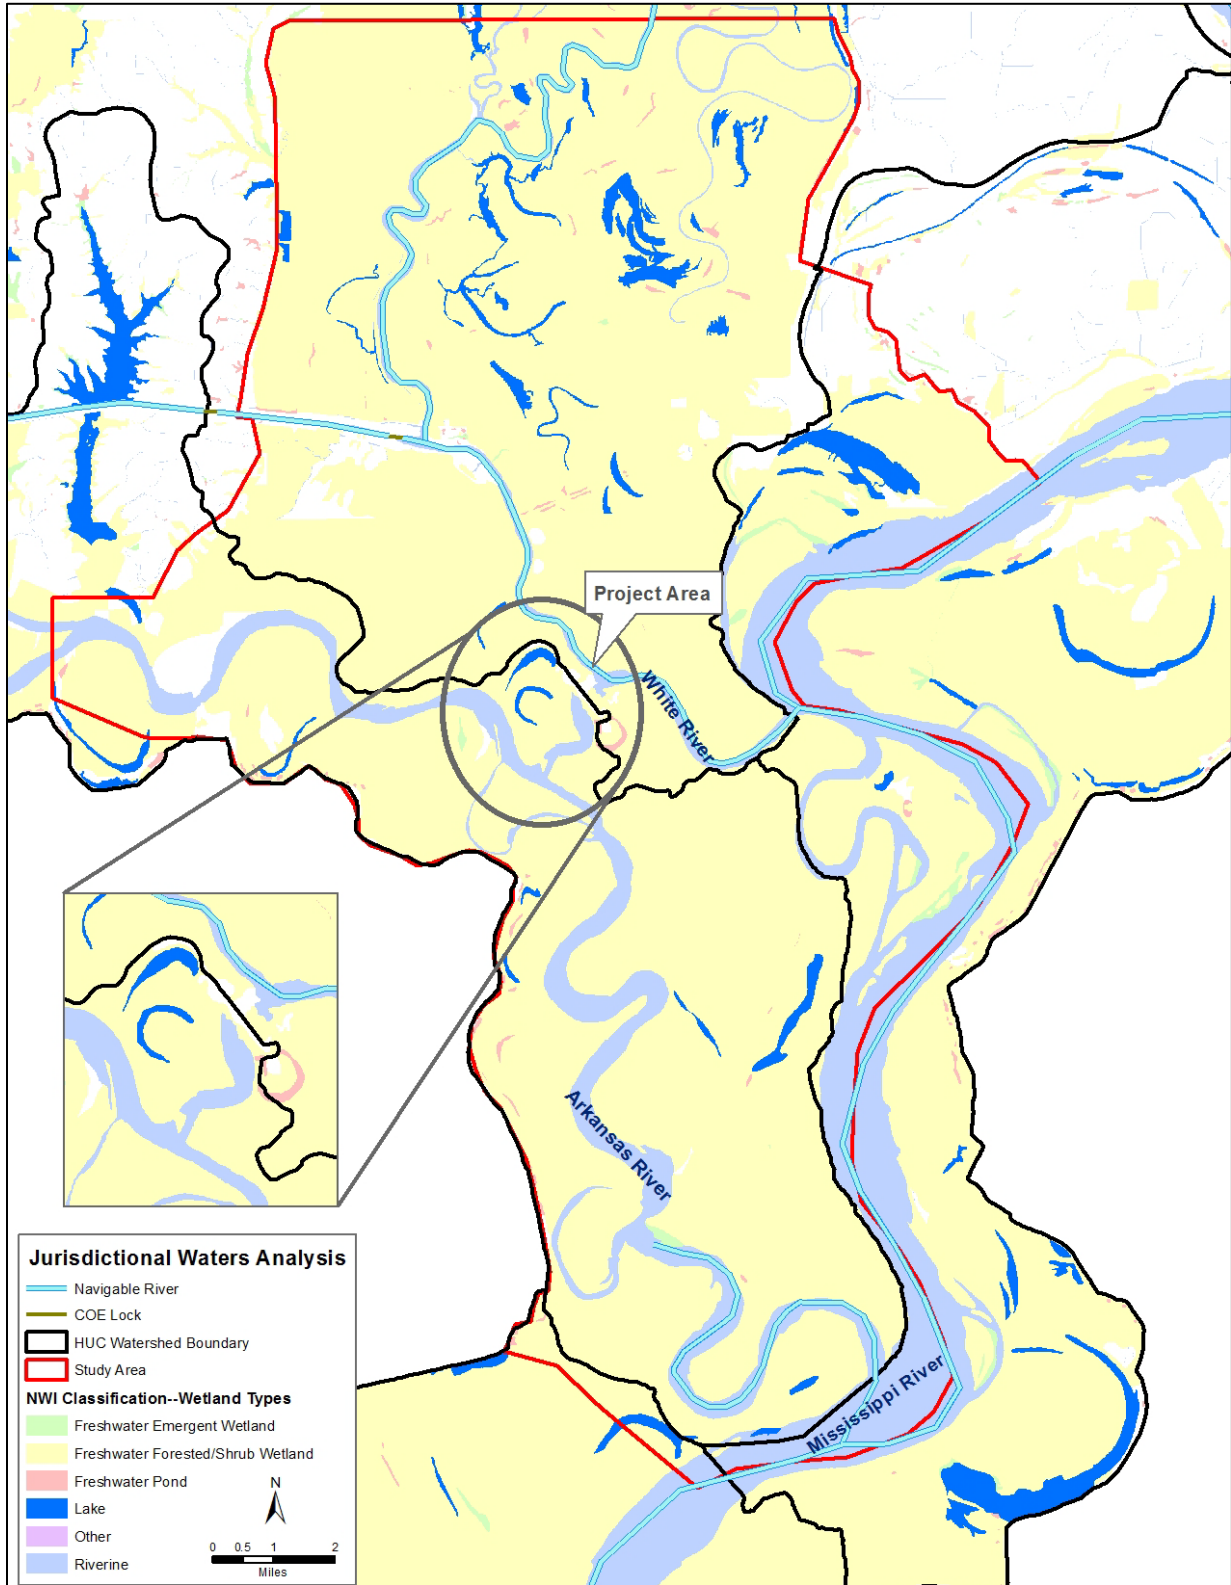 Project Area
White River
Arkansas River
Mississippi River
Jurisdictional Waters Analysis
Navigable River
COE Lock
HUC Watershed Boundary
Study Area
NWI Classification--Wetland Types
Freshwater Emergent Wetland
Freshwater Forested/Shrub Wetland
Freshwater Pond
Lake
Other
Riverine
N
0 0.5 1 2
Miles